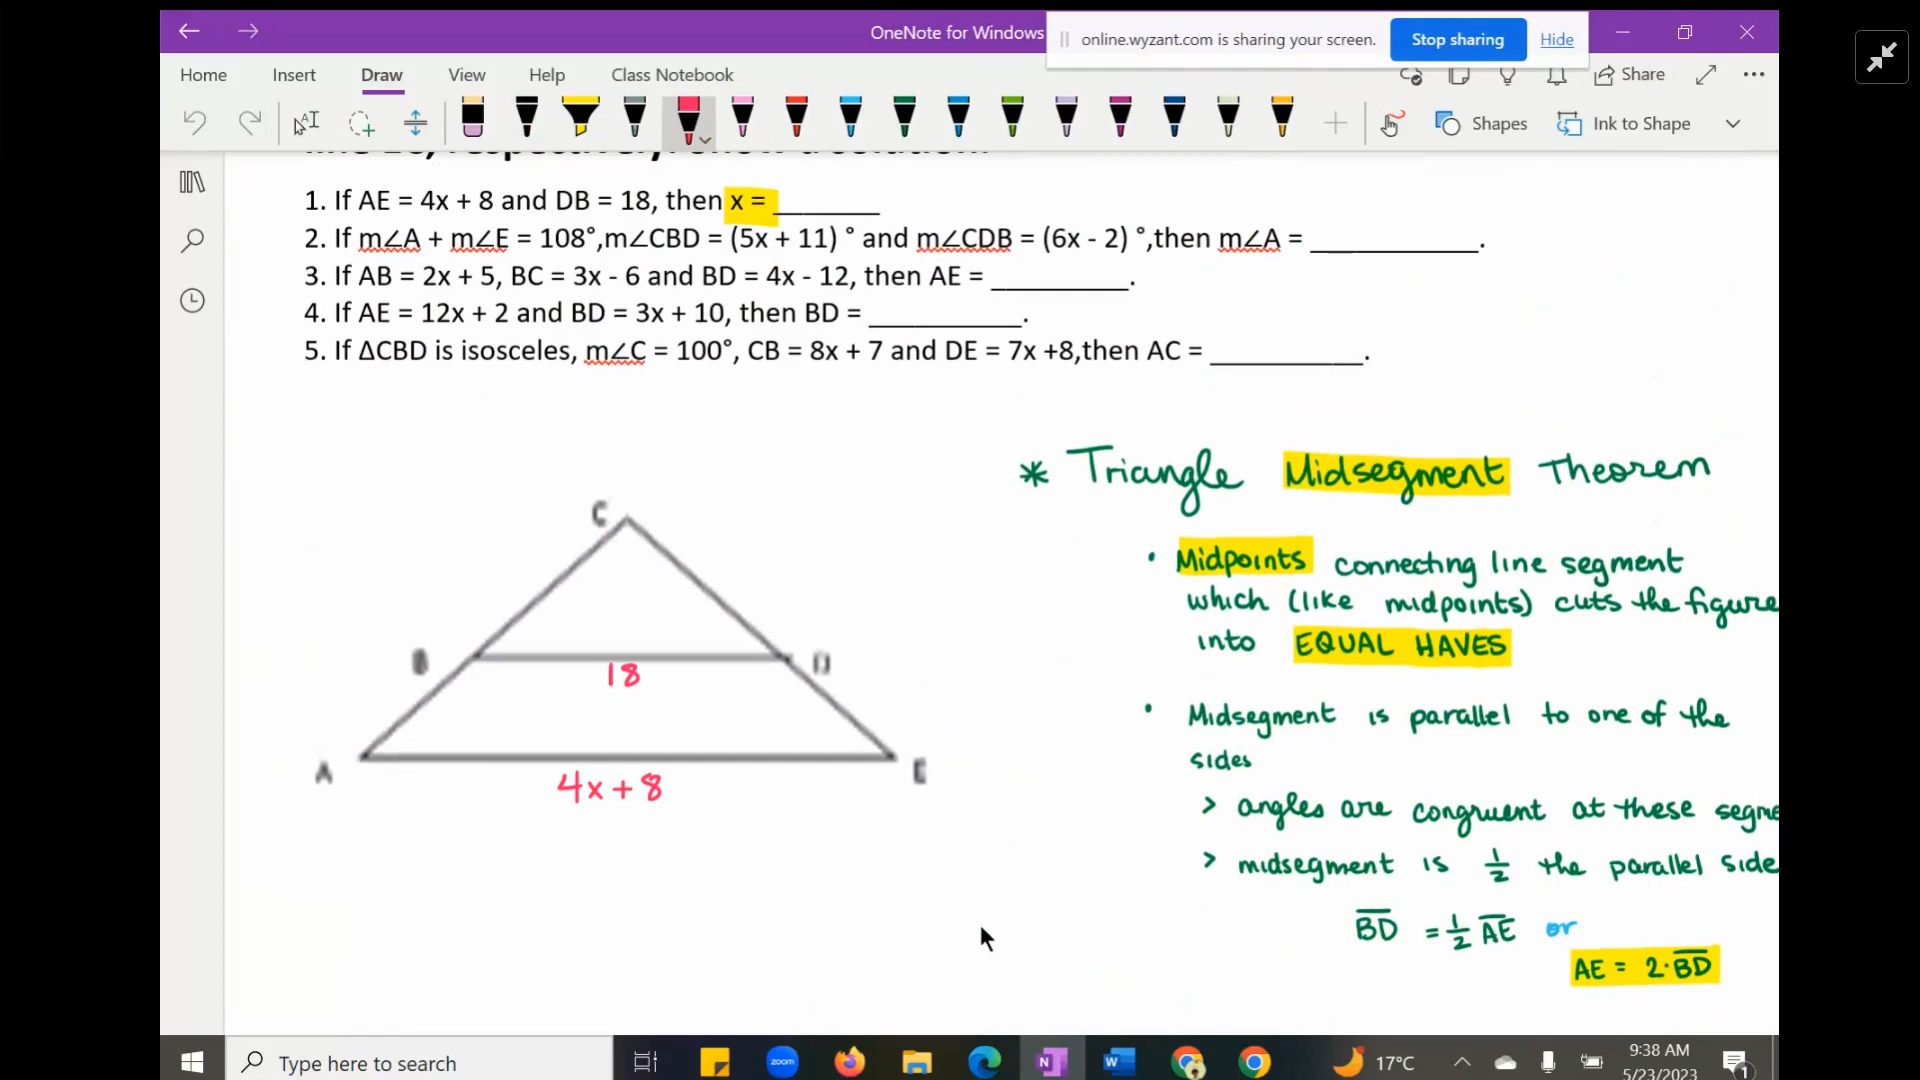 OneNote for Windows
online.wyzant.com is sharing your screen.
Stop sharing
Hide
Home
Insert
Draw
View
Help
Class Notebook
Share
Shapes
Ink to Shape
1. If AE = 4x + 8 and DB = 18, then x = _______
2. If m∠A + m∠E = 108°,m∠CBD = (5x + 11) ° and m∠CDB = (6x - 2) °,then m∠A = ___________.
3. If AB = 2x + 5, BC = 3x - 6 and BD = 4x - 12, then AE = _________.
4. If AE = 12x + 2 and BD = 3x + 10, then BD = __________.
5. If ΔCBD is isosceles, m∠C = 100°, CB = 8x + 7 and DE = 7x +8,then AC = __________.
* Triangle Midsegment Theorem
• Midpoints connecting line segment
which (like midpoints) cuts the figure
into EQUAL HAVES
• Midsegment is parallel to one of the
sides
> angles are congruent at these segme
> midsegment is 1/2 the parallel side
BD = 1/2 AE or
AE = 2·BD
C
B
D
18
A
E
4x + 8
Type here to search
zoom
17°C
9:38 AM
5/23/2023
1